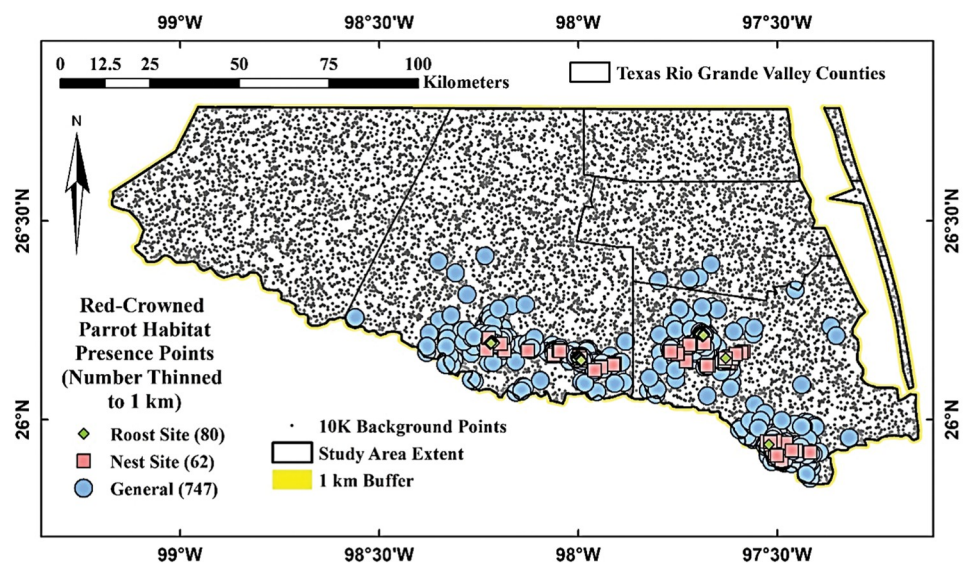 99°W 98°30'W 98°W 97°30'W
0 12.5 25 50 75 100
Kilometers
Texas Rio Grande Valley Counties
N
26°30'N
26°30'N
Red-Crowned
Parrot Habitat
Presence Points
(Number Thinned
to 1 km)
Roost Site (80)
Nest Site (62)
General (747)
10K Background Points
Study Area Extent
1 km Buffer
26°N
26°N
99°W 98°30'W 98°W 97°30'W